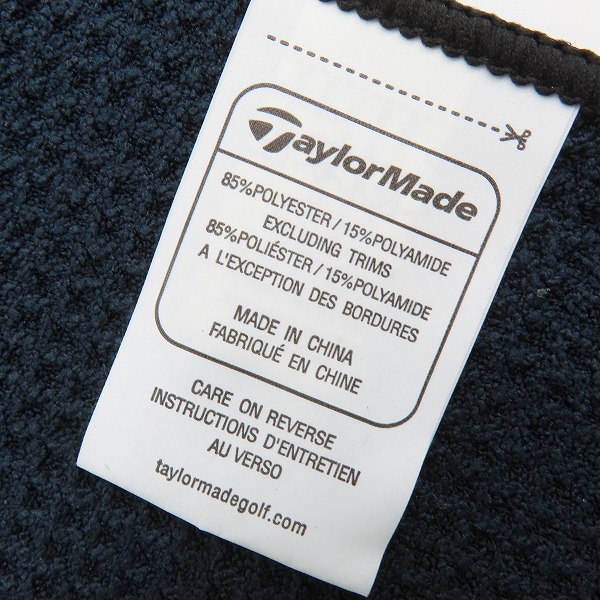 TaylorMade
85%POLYESTER / 15%POLYAMIDE
EXCLUDING TRIMS
85%POLIÉSTER / 15%POLYAMIDE
A L'EXCEPTION DES BORDURES
MADE IN CHINA
FABRIQUÉ EN CHINE
CARE ON REVERSE
INSTRUCTIONS D'ENTRETIEN
AU VERSO
taylormadegolf.com